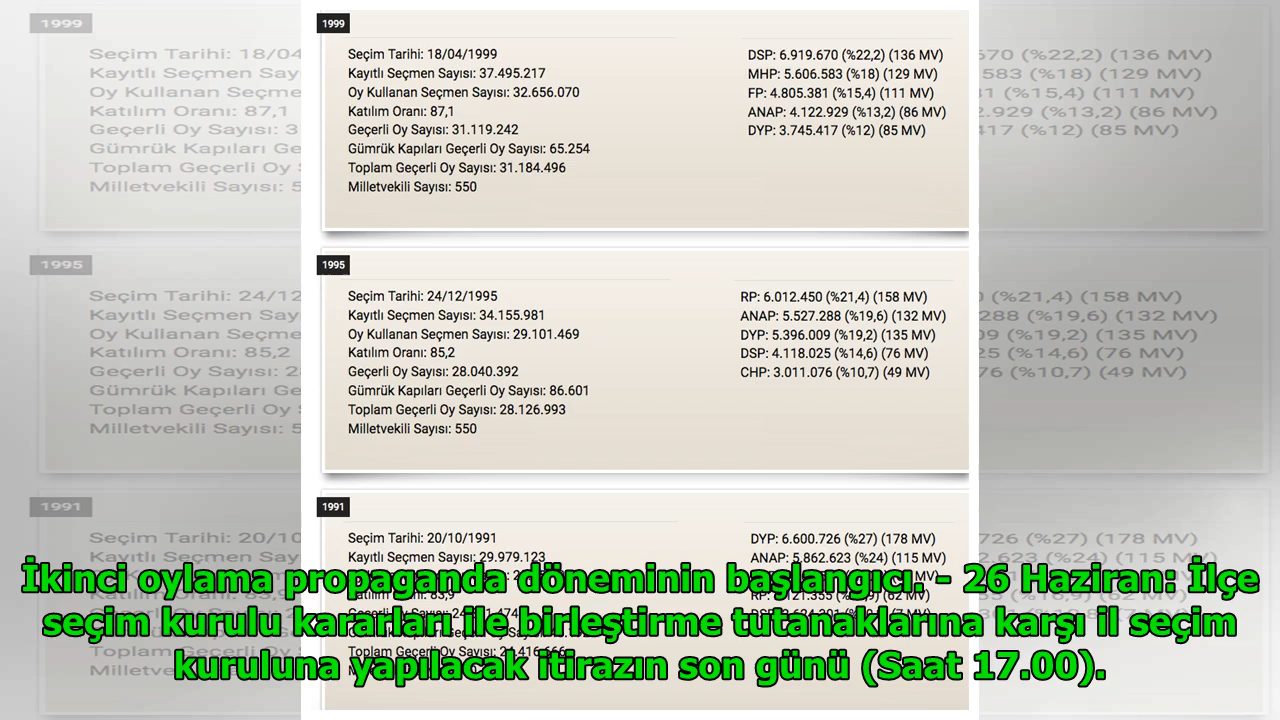 1999
Seçim Tarihi: 18/04/1999
Kayıtlı Seçmen Sayısı: 37.495.217
Oy Kullanan Seçmen Sayısı: 32.656.070
Katılım Oranı: 87,1
Geçerli Oy Sayısı: 31.119.242
Gümrük Kapıları Geçerli Oy Sayısı: 65.254
Toplam Geçerli Oy Sayısı: 31.184.496
Milletvekili Sayısı: 550
DSP: 6.919.670 (%22,2) (136 MV)
MHP: 5.606.583 (%18) (129 MV)
FP: 4.805.381 (%15,4) (111 MV)
ANAP: 4.122.929 (%13,2) (86 MV)
DYP: 3.745.417 (%12) (85 MV)
1995
Seçim Tarihi: 24/12/1995
Kayıtlı Seçmen Sayısı: 34.155.981
Oy Kullanan Seçmen Sayısı: 29.101.469
Katılım Oranı: 85,2
Geçerli Oy Sayısı: 28.040.392
Gümrük Kapıları Geçerli Oy Sayısı: 86.601
Toplam Geçerli Oy Sayısı: 28.126.993
Milletvekili Sayısı: 550
RP: 6.012.450 (%21,4) (158 MV)
ANAP: 5.527.288 (%19,6) (132 MV)
DYP: 5.396.009 (%19,2) (135 MV)
DSP: 4.118.025 (%14,6) (76 MV)
CHP: 3.011.076 (%10,7) (49 MV)
1991
Seçim Tarihi: 20/10/1991
Kayıtlı Seçmen Sayısı: 29.979.123
DYP: 6.600.726 (%27) (178 MV)
ANAP: 5.862.623 (%24) (115 MV)
İkinci oylama propaganda döneminin başlangıcı. - 26 Haziran: İlçe
seçim kurulu kararları ile birleştirme tutanaklarına karşı il seçim
kuruluna yapılacak itirazın son günü (Saat 17.00).